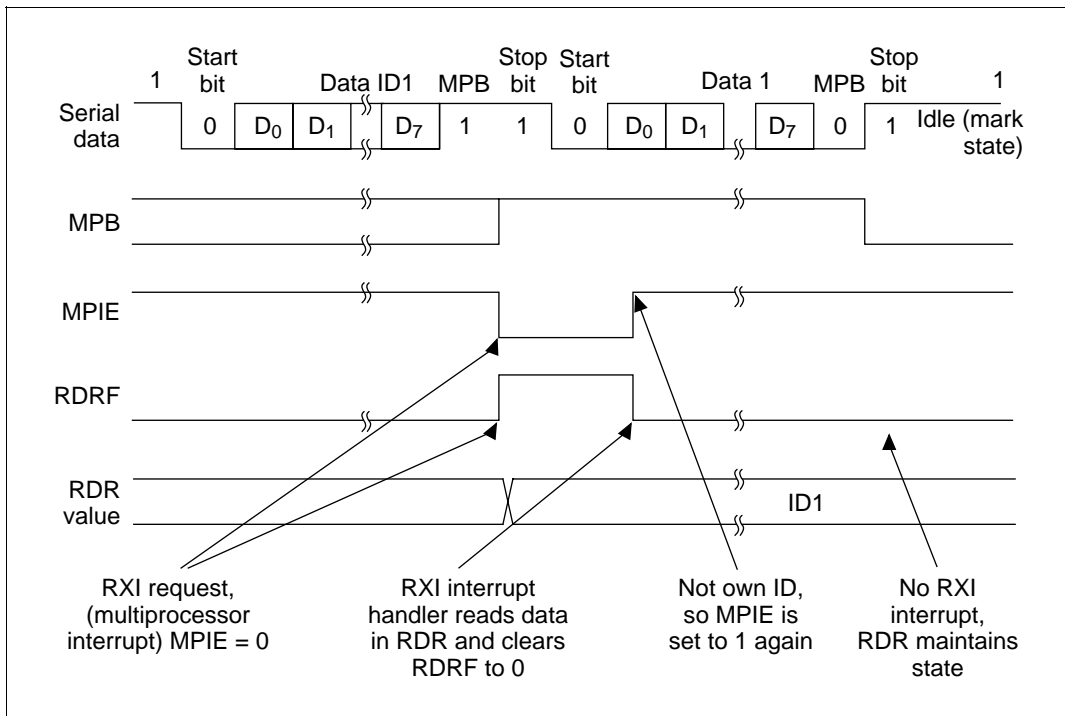 1 Start bit Data ID1 MPB Stop bit Start bit Data 1 MPB Stop bit 1
Serial data 0 D₀ D₁ D₇ 1 1 0 D₀ D₁ D₇ 0 1 Idle (mark state)
MPB
MPIE
RDRF
RDR value ID1
RXI request,
(multiprocessor
interrupt) MPIE = 0
RXI interrupt
handler reads data
in RDR and clears
RDRF to 0
Not own ID,
so MPIE is
set to 1 again
No RXI
interrupt,
RDR maintains
state